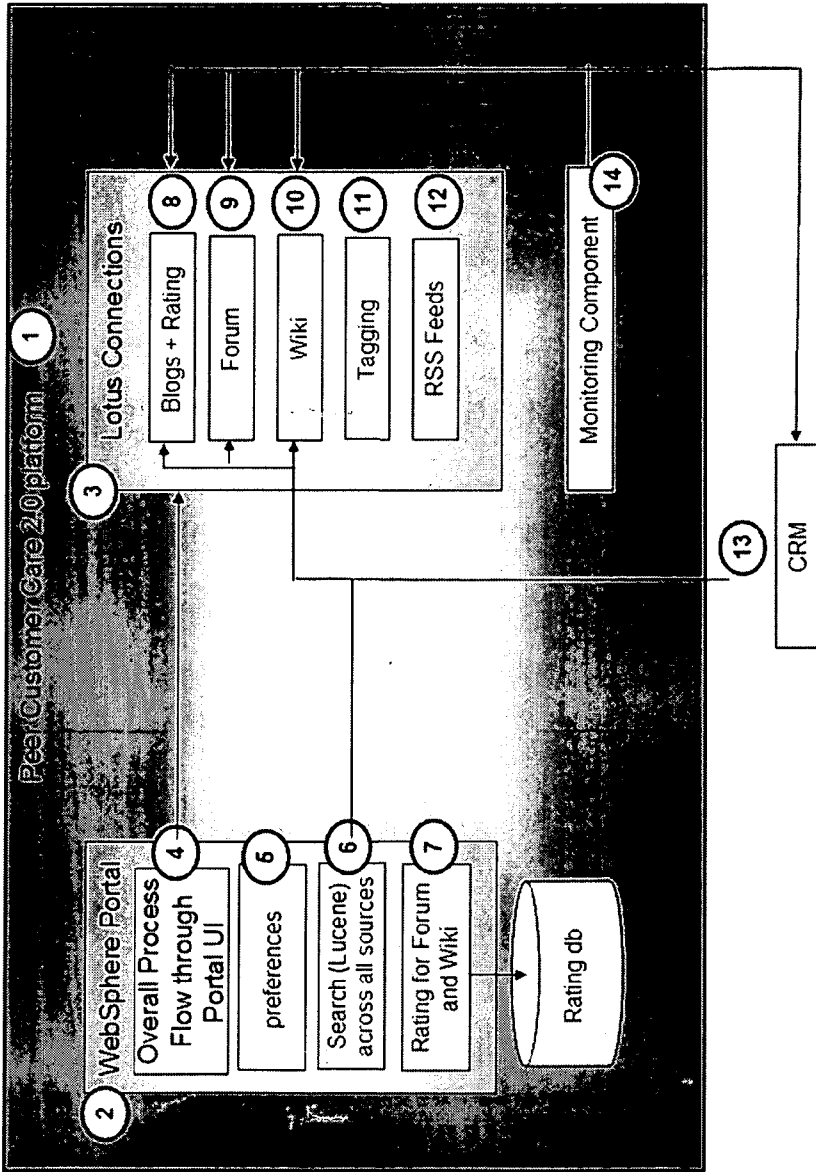 Peer Customer Care 2.0 platform
1
2
WebSphere Portal
Overall Process
Flow through
Portal UI
4
preferences
5
Search (Lucene)
across all sources
6
Rating for Forum
and Wiki
7
Rating db
3
Lotus Connections
Blogs + Rating
8
Forum
9
Wiki
10
Tagging
11
RSS Feeds
12
Monitoring Component
14
13
CRM